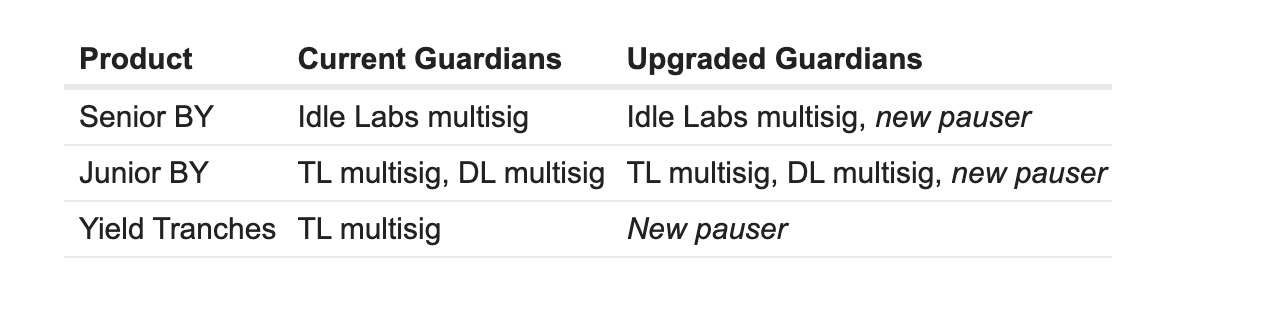 Product Current Guardians Upgraded Guardians
Senior BY Idle Labs multisig Idle Labs multisig, new pauser
Junior BY TL multisig, DL multisig TL multisig, DL multisig, new pauser
Yield Tranches TL multisig New pauser